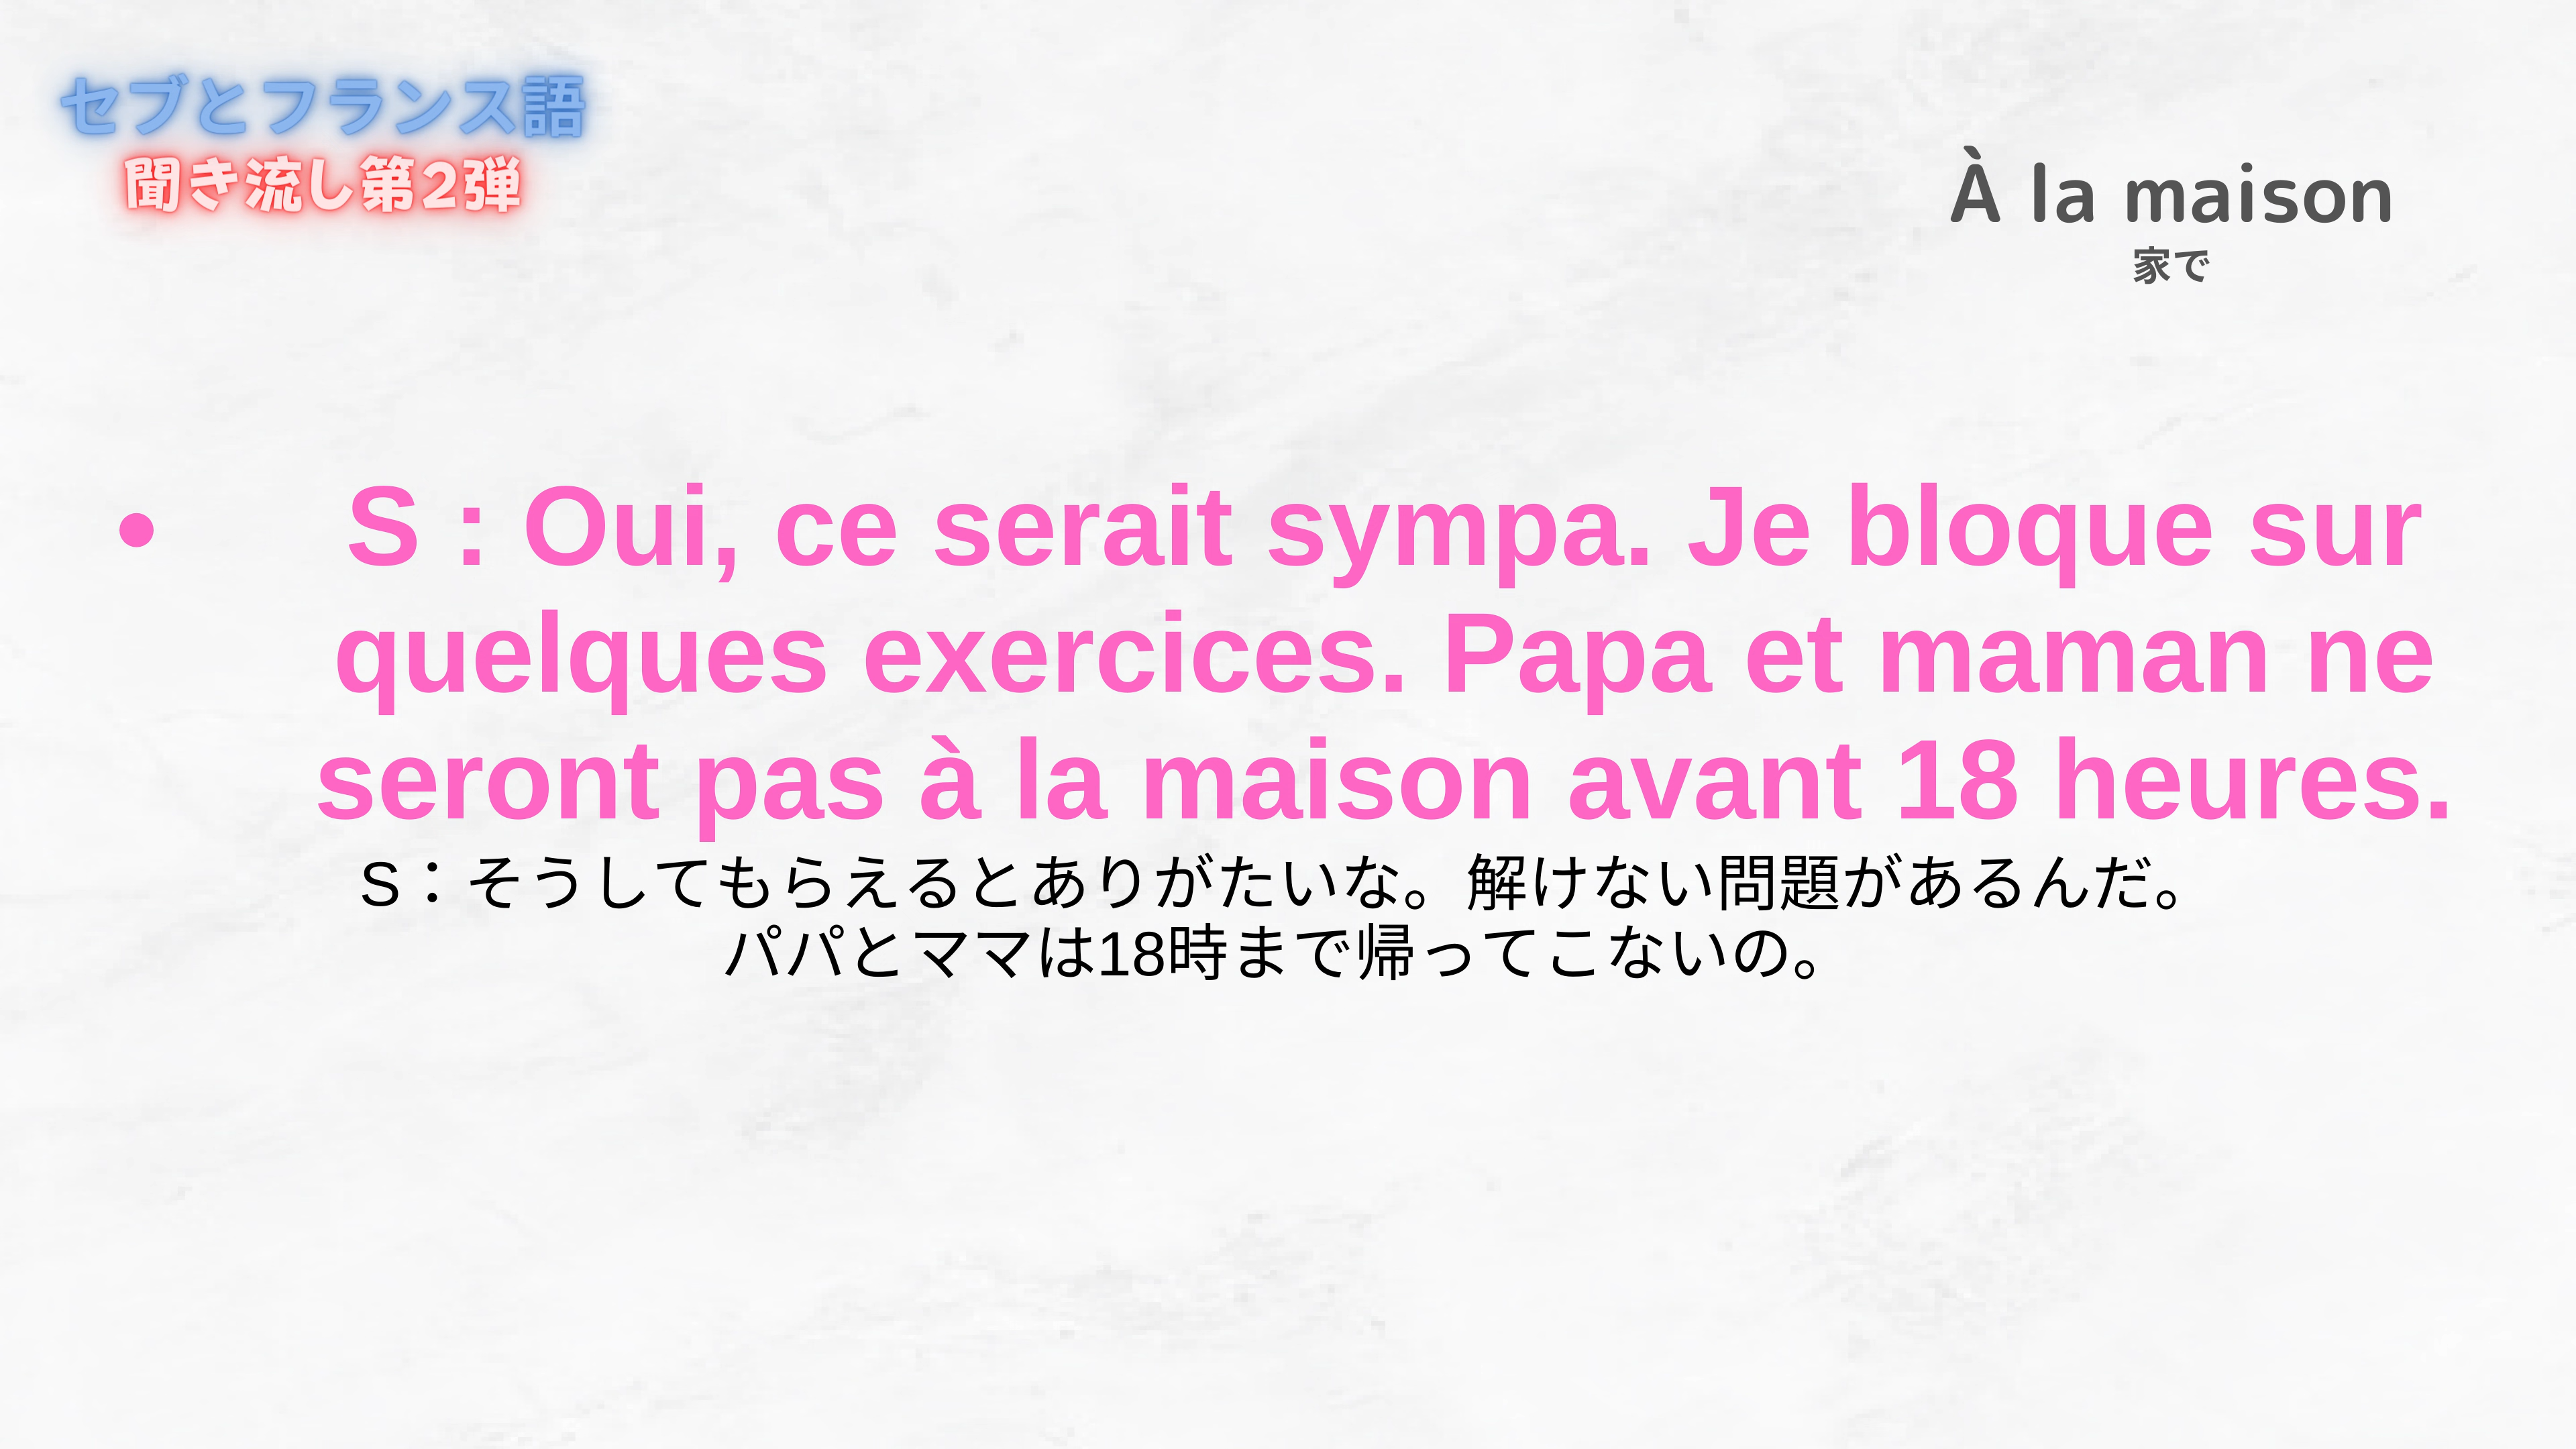 セブとフランス語
聞き流し第2弾
À la maison
家で
• S : Oui, ce serait sympa. Je bloque sur
quelques exercices. Papa et maman ne
seront pas à la maison avant 18 heures.
S：そうしてもらえるとありがたいな。解けない問題があるんだ。
パパとママは18時まで帰ってこないの。